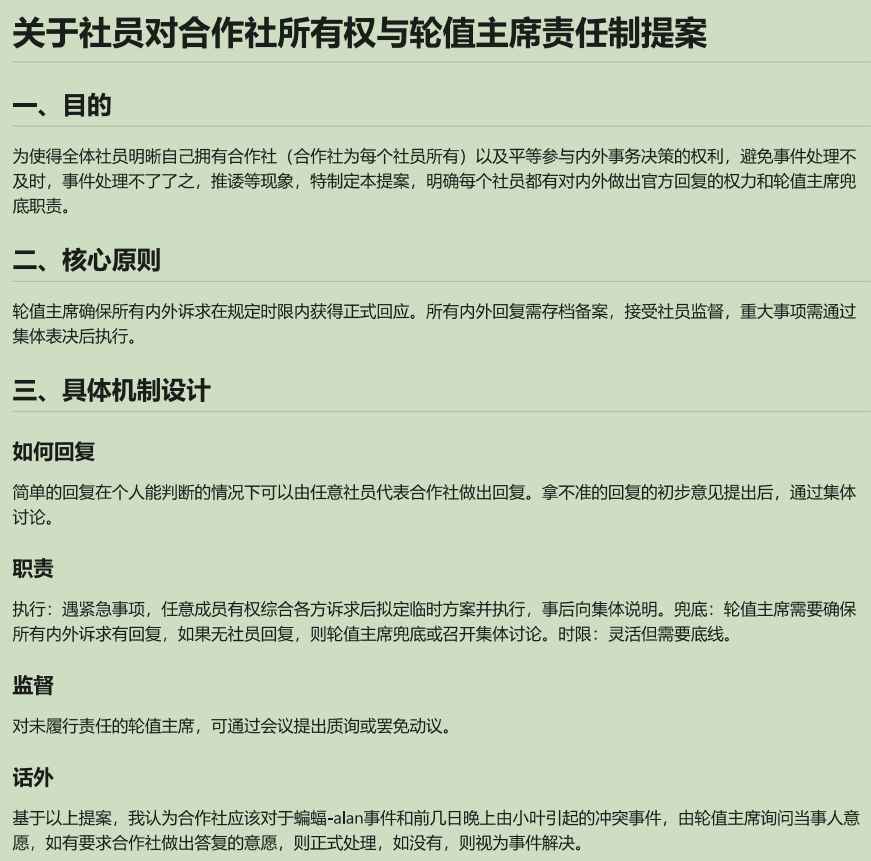 关于社员对合作社所有权与轮值主席责任制提案
一、目的
为使得全体社员明晰自己拥有合作社（合作社为每个社员所有）以及平等参与内外事务决策的权利，避免事件处理不
及时，事件处理不了了之，推诿等现象，特制定本提案，明确每个社员都有对内外做出官方回复的权力和轮值主席兜
底职责。
二、核心原则
轮值主席确保所有内外诉求在规定时限内获得正式回应。所有内外回复需存档备案，接受社员监督，重大事项需通过
集体表决后执行。
三、具体机制设计
如何回复
简单的回复在个人能判断的情况下可以由任意社员代表合作社做出回复。拿不准的回复的初步意见提出后，通过集体
讨论。
职责
执行：遇紧急事项，任意成员有权综合各方诉求后拟定临时方案并执行，事后向集体说明。兜底：轮值主席需要确保
所有内外诉求有回复，如果无社员回复，则轮值主席兜底或召开集体讨论。时限：灵活但需要底线。
监督
对未履行责任的轮值主席，可通过会议提出质询或罢免动议。
话外
基于以上提案，我认为合作社应该对于蝙蝠-alan事件和前几日晚上由小叶引起的冲突事件，由轮值主席询问当事人意
愿，如有要求合作社做出答复的意愿，则正式处理，如没有，则视为事件解决。